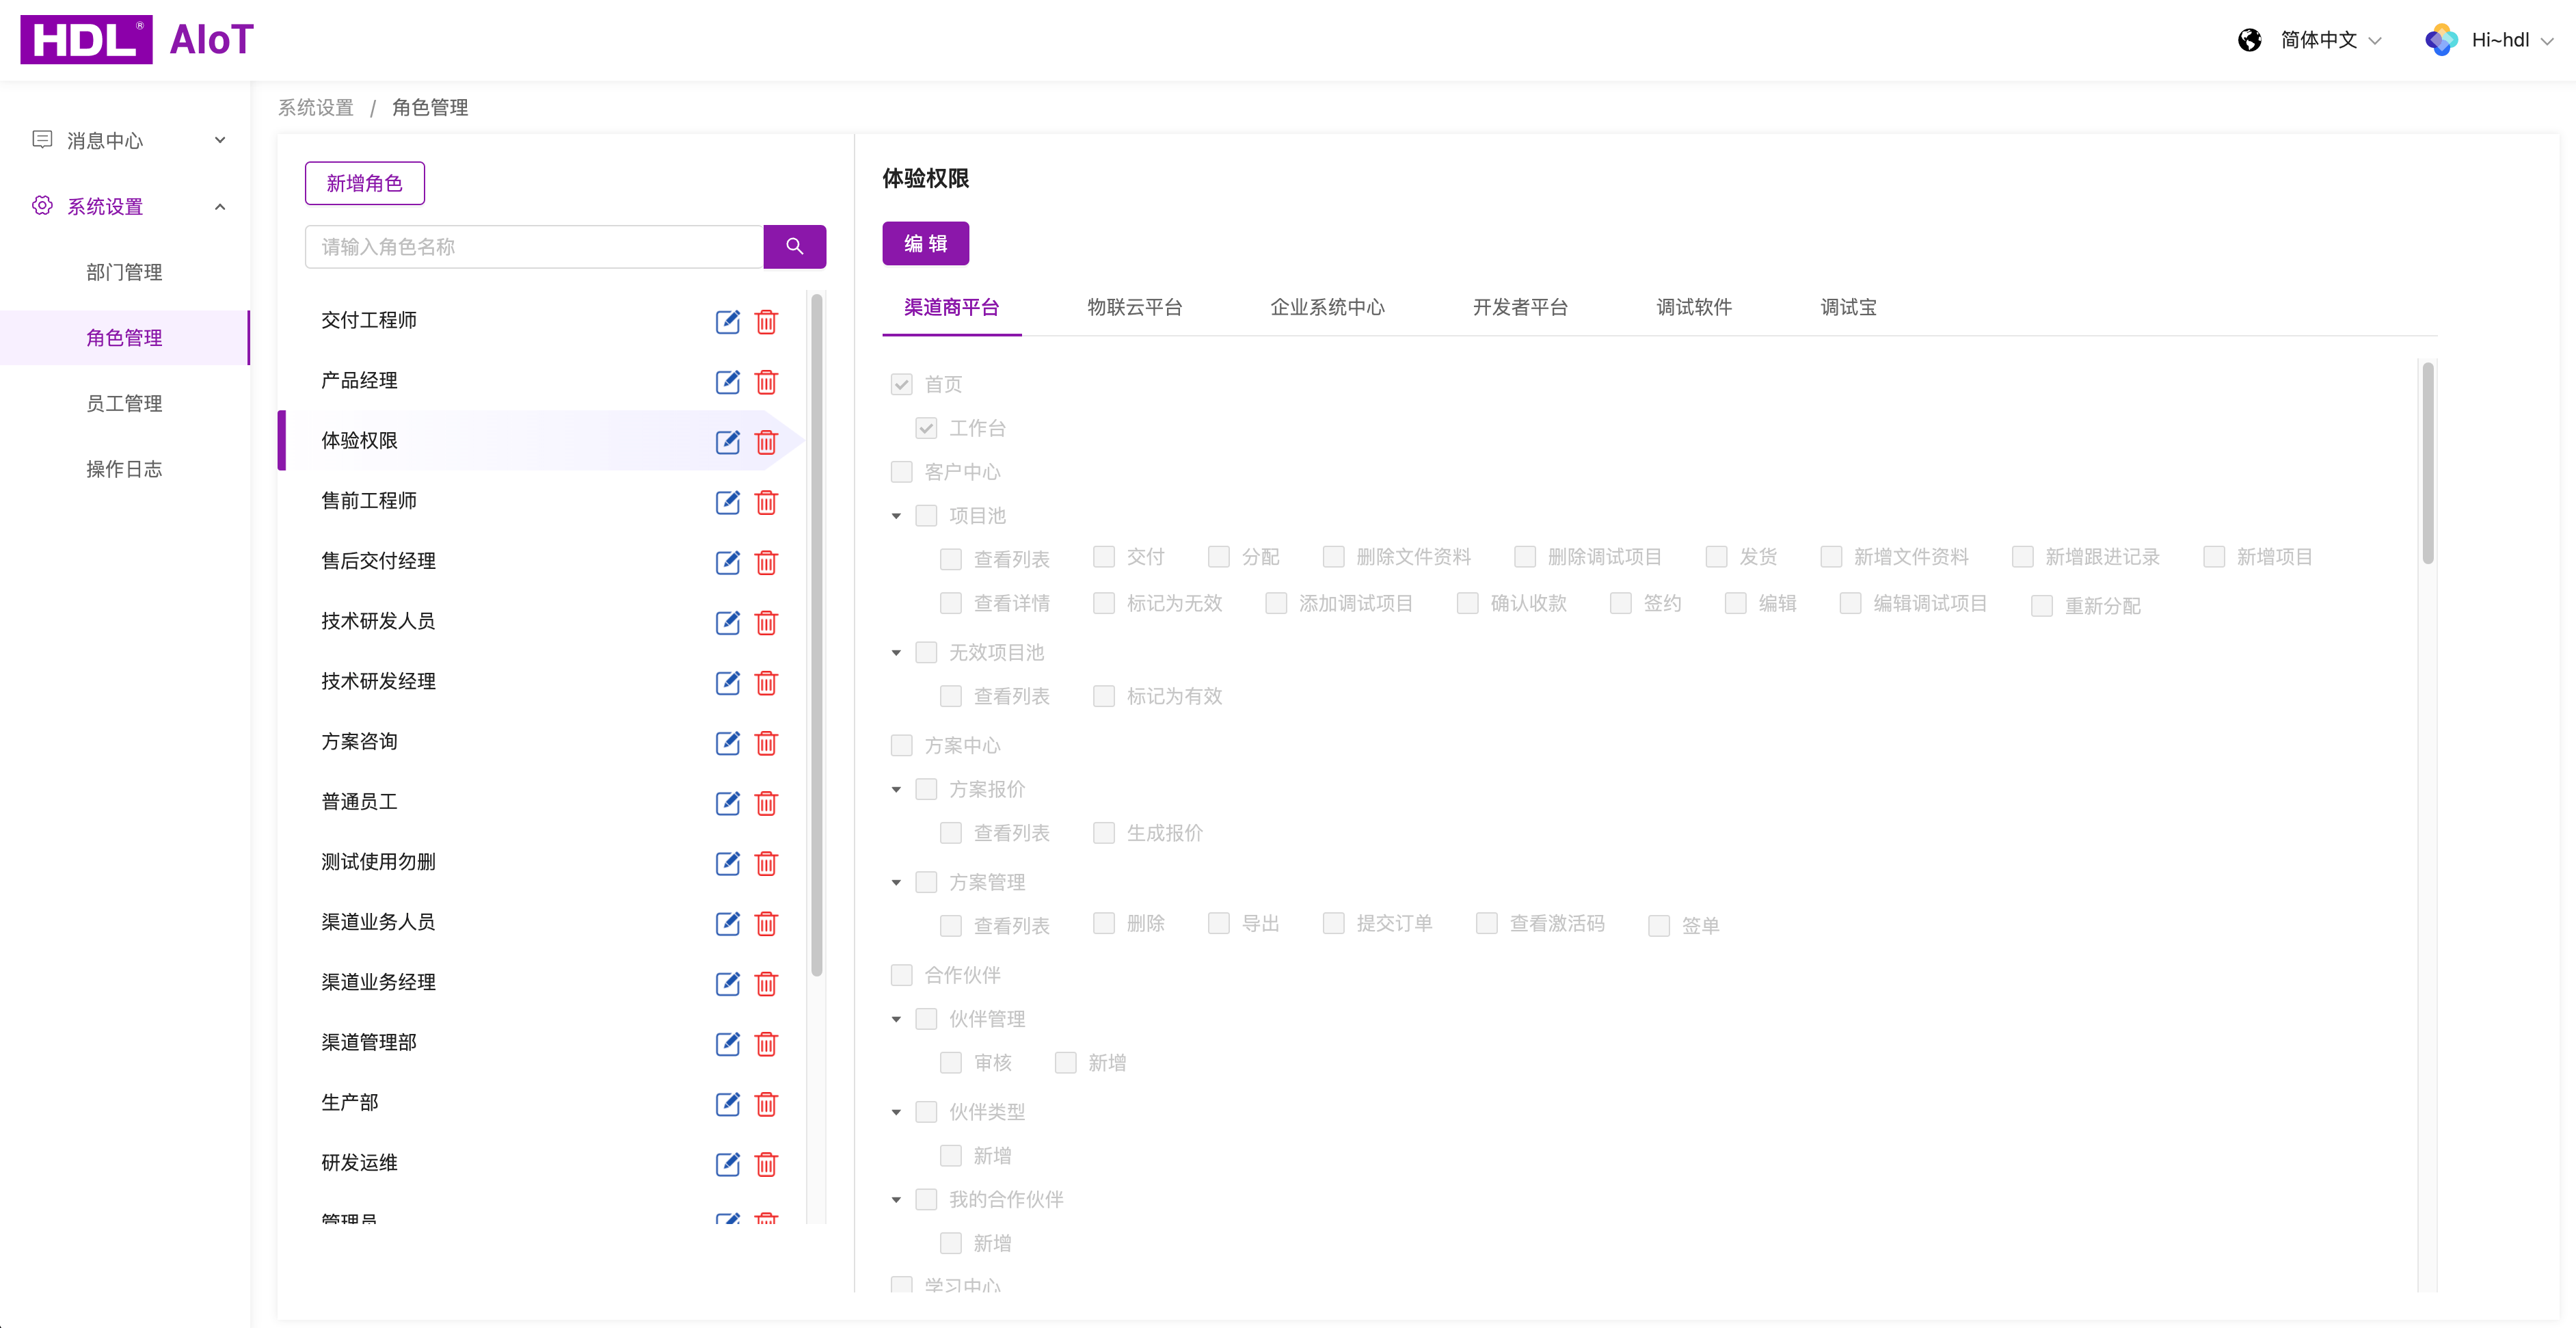 HDL® AIoT
简体中文
Hi~hdl
消息中心
系统设置
部门管理
角色管理
员工管理
操作日志
系统设置 / 角色管理
新增角色
请输入角色名称
交付工程师
产品经理
体验权限
售前工程师
售后交付经理
技术研发人员
技术研发经理
方案咨询
普通员工
测试使用勿删
渠道业务人员
渠道业务经理
渠道管理部
生产部
研发运维
管理员
体验权限
编 辑
渠道商平台 物联云平台 企业系统中心 开发者平台 调试软件 调试宝
首页
工作台
客户中心
项目池
查看列表 交付 分配 删除文件资料 删除调试项目 发货 新增文件资料 新增跟进记录 新增项目
查看详情 标记为无效 添加调试项目 确认收款 签约 编辑 编辑调试项目 重新分配
无效项目池
查看列表 标记为有效
方案中心
方案报价
查看列表 生成报价
方案管理
查看列表 删除 导出 提交订单 查看激活码 签单
合作伙伴
伙伴管理
审核 新增
伙伴类型
新增
我的合作伙伴
新增
学习中心